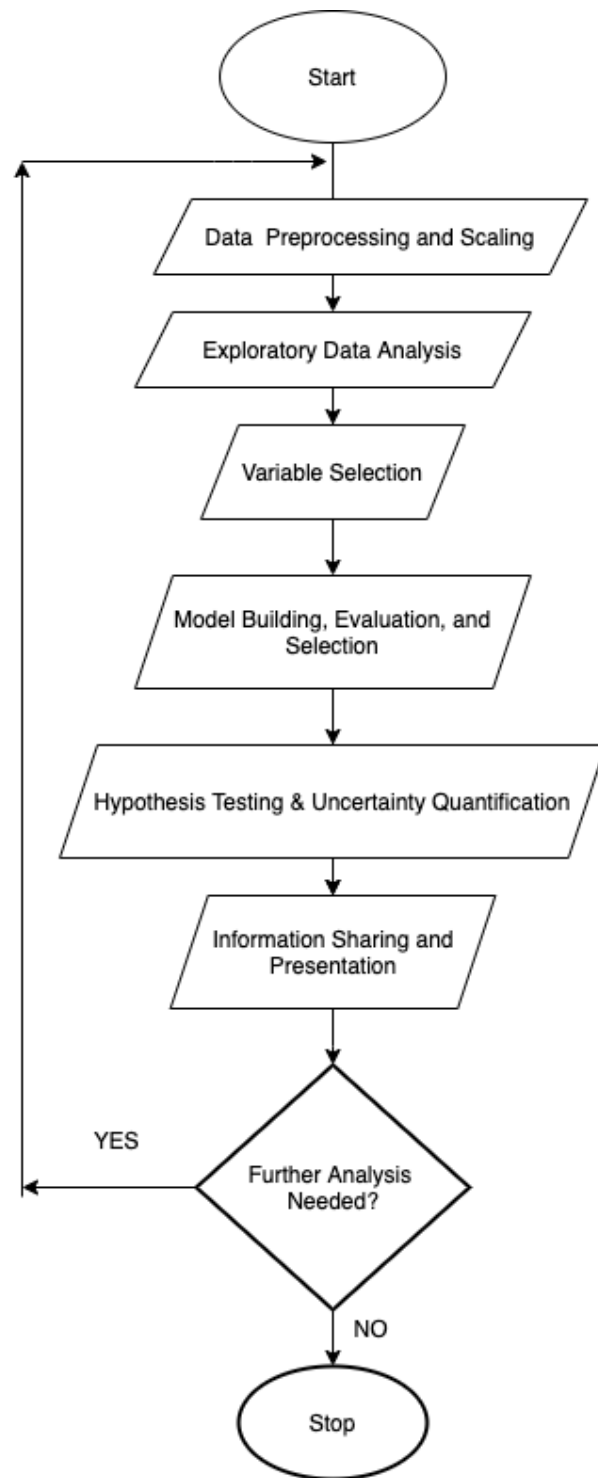 Start
Data  Preprocessing and Scaling
Exploratory Data Analysis
Variable Selection
Model Building, Evaluation, and
Selection
Hypothesis Testing & Uncertainty Quantification
Information Sharing and
Presentation
YES
Further Analysis
Needed?
NO
Stop